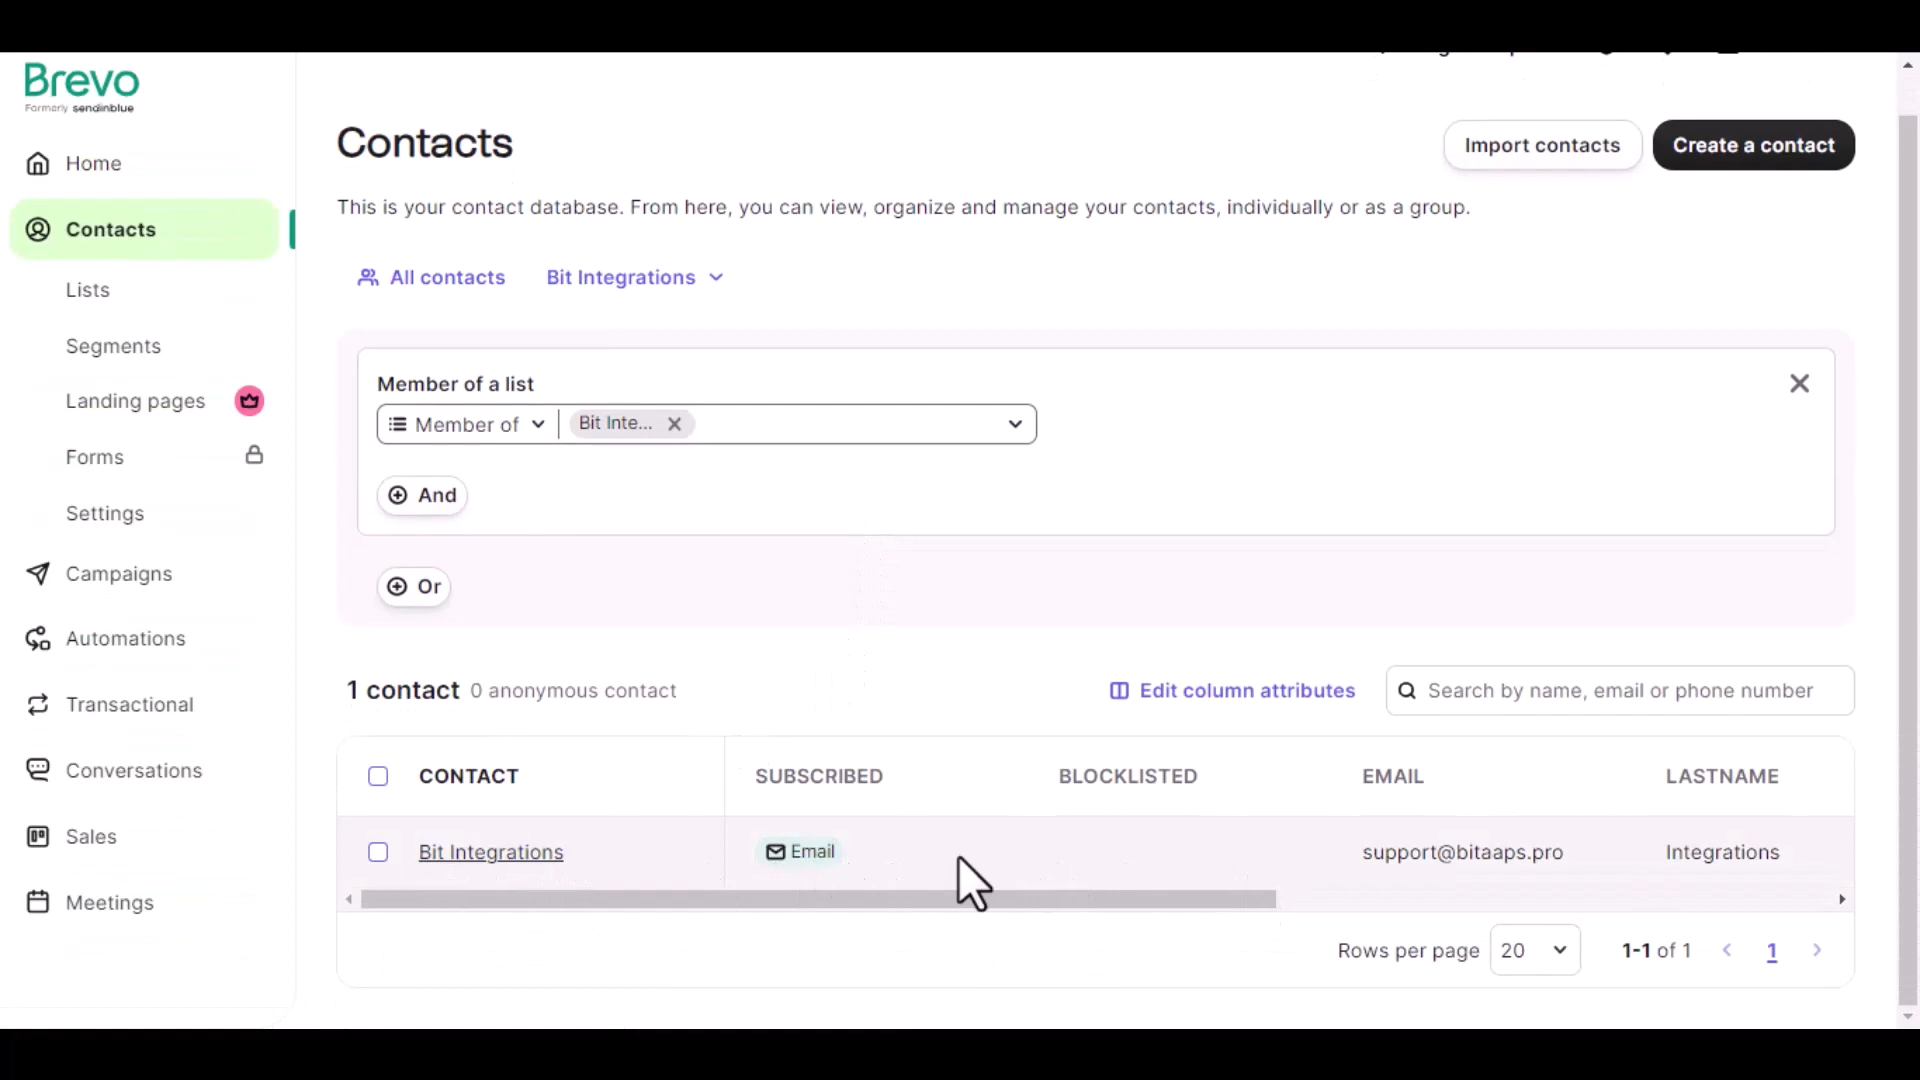 Brevo
Formerly sendinblue
Home
Contacts
Lists
Segments
Landing pages
Forms
Settings
Campaigns
Automations
Transactional
Conversations
Sales
Meetings
Contacts
Import contacts
Create a contact
This is your contact database. From here, you can view, organize and manage your contacts, individually or as a group.
All contacts
Bit Integrations
Member of a list
Member of
Bit Inte...
And
Or
1 contact 0 anonymous contact
Edit column attributes
Search by name, email or phone number
CONTACT SUBSCRIBED BLOCKLISTED EMAIL LASTNAME
Bit Integrations Email support@bitaaps.pro Integrations
Rows per page 20 1-1 of 1 1